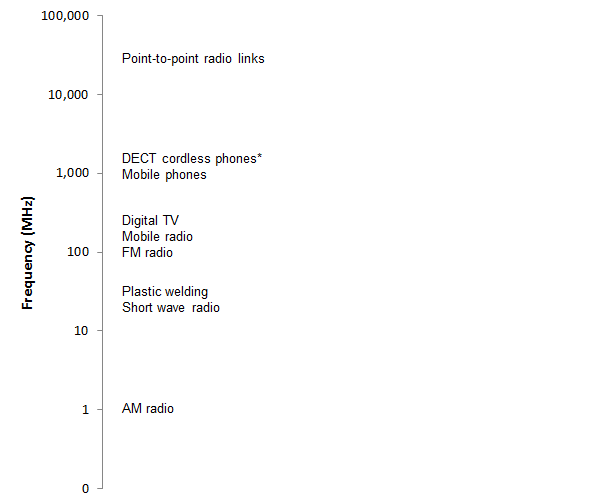 100,000
Point-to-point radio links
10,000
DECT cordless phones*
1,000
Mobile phones
Digital TV
Mobile radio
100
FM radio
Frequency (MHz)
Plastic welding
Short wave radio
10
1
AM radio
0